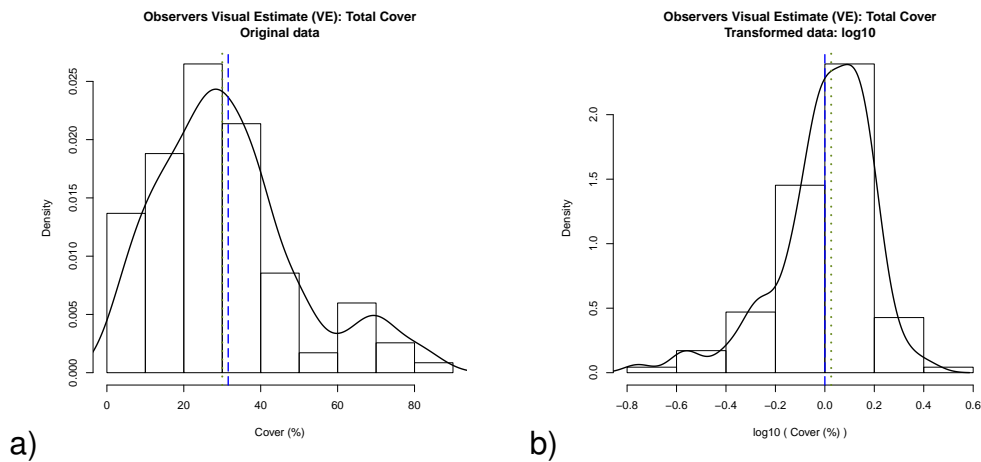 Observers Visual Estimate (VE): Total Cover
Original data
Density
0.000
0.005
0.010
0.015
0.020
0.025
0 20 40 60 80
Cover (%)
a)
Observers Visual Estimate (VE): Total Cover
Transformed data: log10
Density
0.0
0.5
1.0
1.5
2.0
−0.8 −0.6 −0.4 −0.2 0.0 0.2 0.4 0.6
log10 ( Cover (%) )
b)